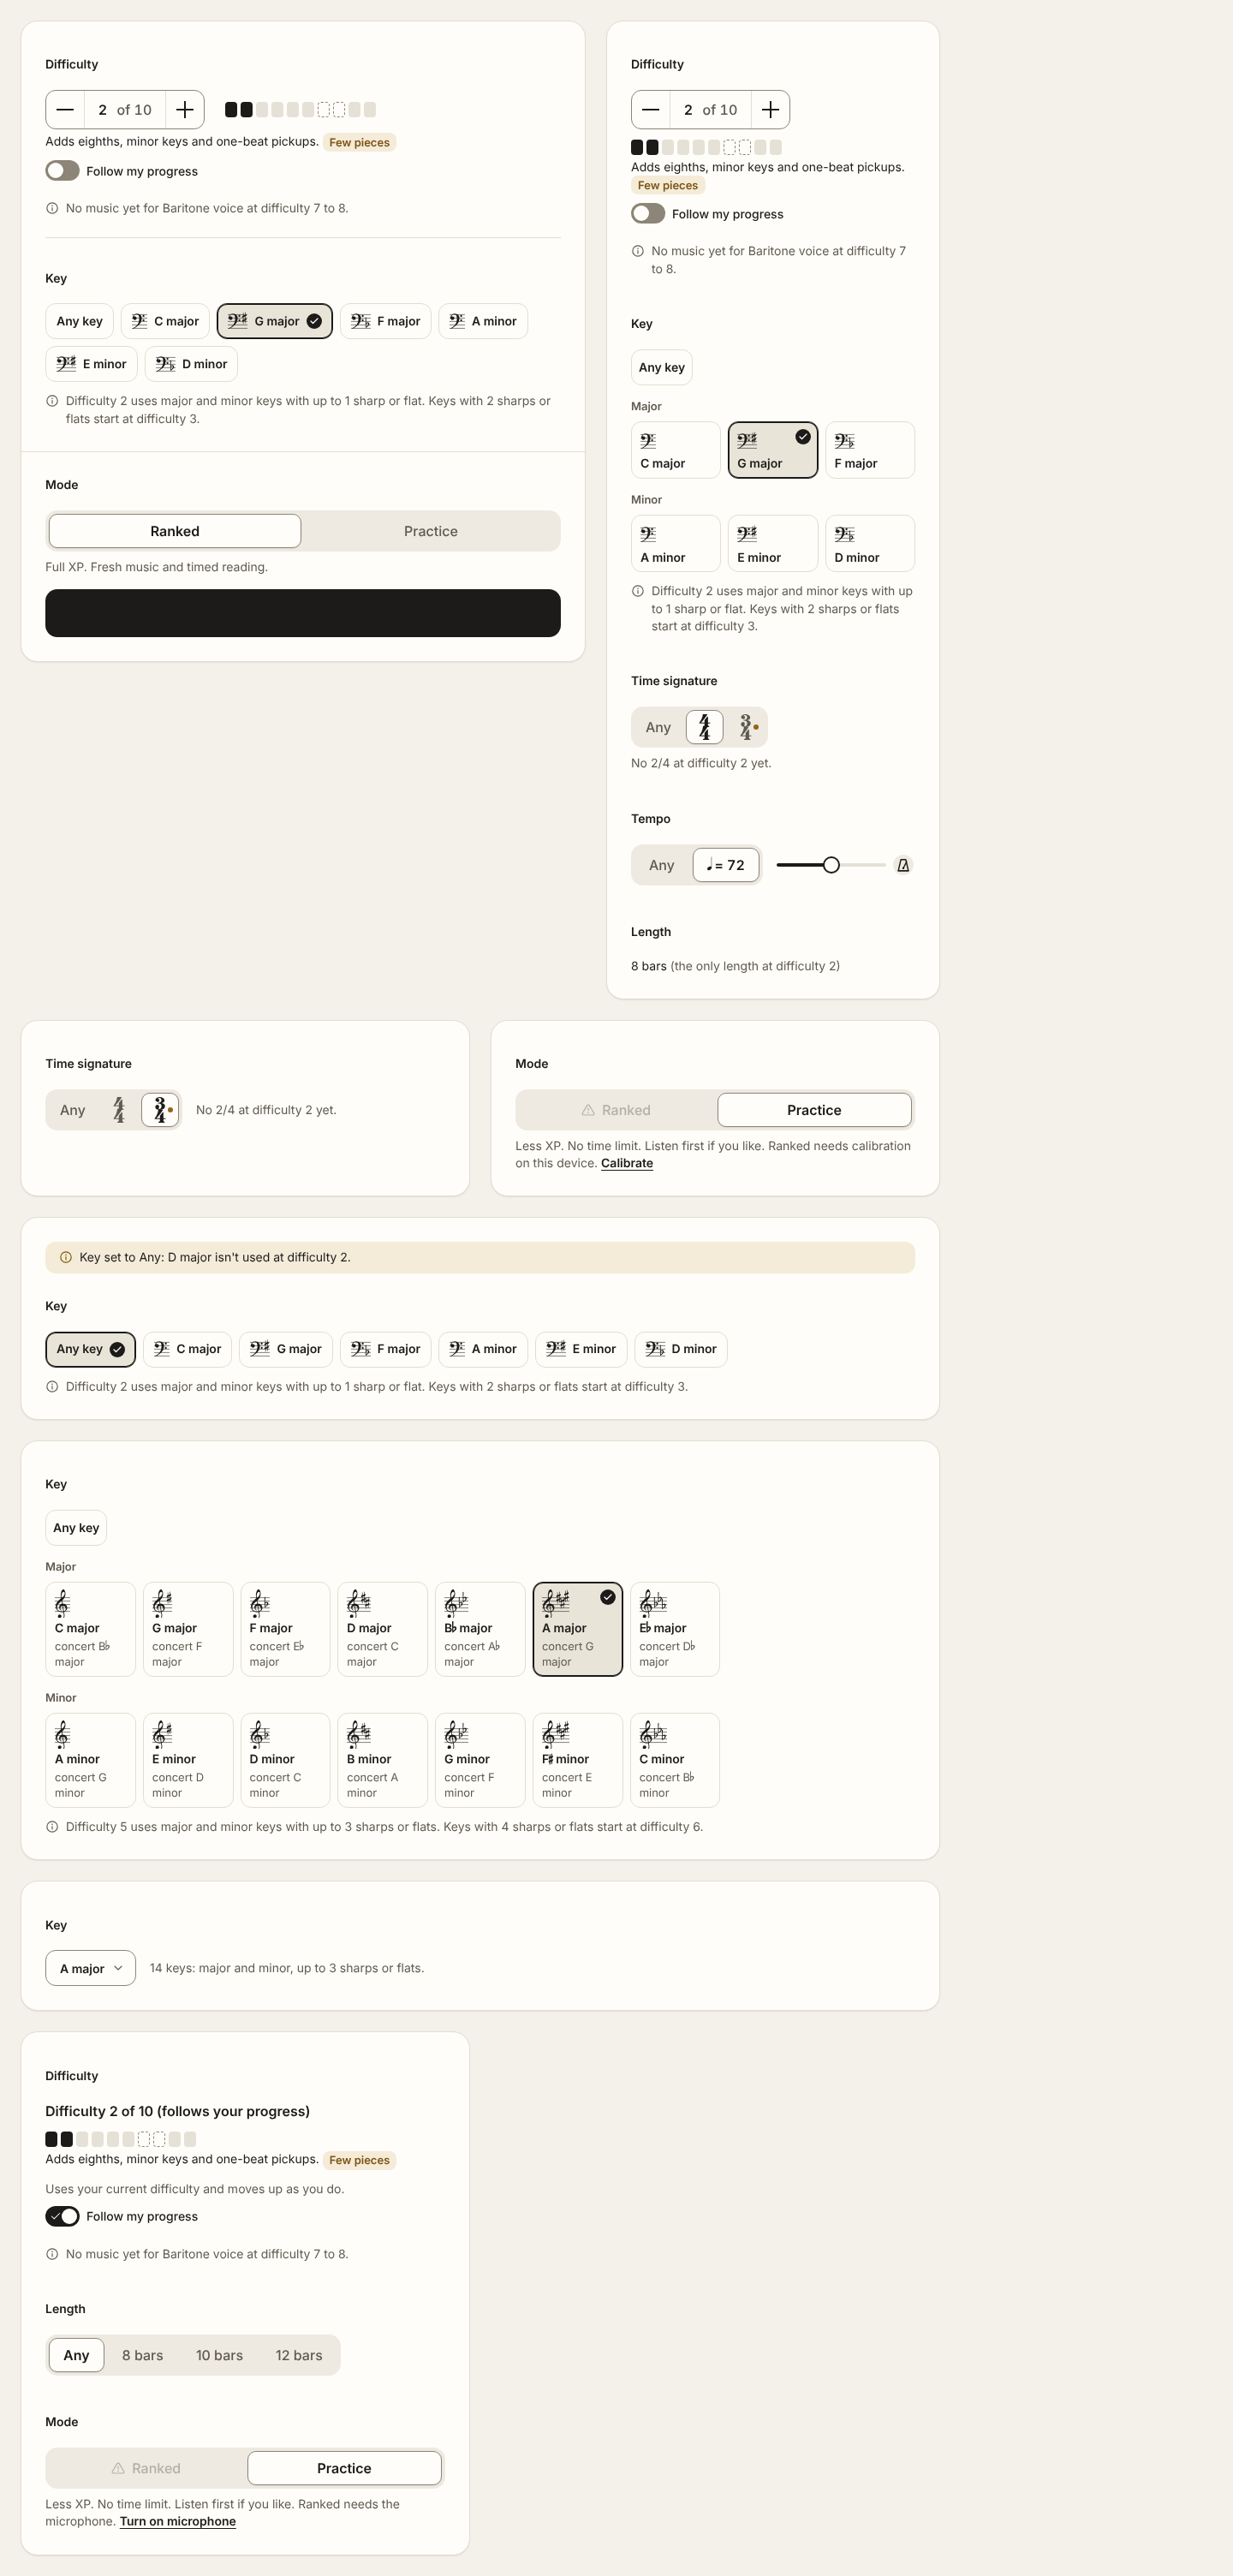 Difficulty
2 of 10
Adds eighths, minor keys and one-beat pickups. Few pieces
Follow my progress
No music yet for Baritone voice at difficulty 7 to 8.
Key
Any key
C major
G major
F major
A minor
E minor
D minor
Difficulty 2 uses major and minor keys with up to 1 sharp or flat. Keys with 2 sharps or
flats start at difficulty 3.
Mode
Ranked
Practice
Full XP. Fresh music and timed reading.
Difficulty
2 of 10
Adds eighths, minor keys and one-beat pickups.
Few pieces
Follow my progress
No music yet for Baritone voice at difficulty 7
to 8.
Key
Any key
Major
C major
G major
F major
Minor
A minor
E minor
D minor
Difficulty 2 uses major and minor keys with up
to 1 sharp or flat. Keys with 2 sharps or flats
start at difficulty 3.
Time signature
Any
4
4
3
4
No 2/4 at difficulty 2 yet.
Tempo
Any
♩= 72
Length
8 bars (the only length at difficulty 2)
Time signature
Any
4
4
3
4
No 2/4 at difficulty 2 yet.
Mode
Ranked
Practice
Less XP. No time limit. Listen first if you like. Ranked needs calibration
on this device. Calibrate
Key set to Any: D major isn't used at difficulty 2.
Key
Any key
C major
G major
F major
A minor
E minor
D minor
Difficulty 2 uses major and minor keys with up to 1 sharp or flat. Keys with 2 sharps or flats start at difficulty 3.
Key
Any key
Major
C major
concert B♭
major
G major
concert F
major
F major
concert E♭
major
D major
concert C
major
B♭ major
concert A♭
major
A major
concert G
major
E♭ major
concert D♭
major
Minor
A minor
concert G
minor
E minor
concert D
minor
D minor
concert C
minor
B minor
concert A
minor
G minor
concert F
minor
F♯ minor
concert E
minor
C minor
concert B♭
minor
Difficulty 5 uses major and minor keys with up to 3 sharps or flats. Keys with 4 sharps or flats start at difficulty 6.
Key
A major
14 keys: major and minor, up to 3 sharps or flats.
Difficulty
Difficulty 2 of 10 (follows your progress)
Adds eighths, minor keys and one-beat pickups. Few pieces
Uses your current difficulty and moves up as you do.
Follow my progress
No music yet for Baritone voice at difficulty 7 to 8.
Length
Any
8 bars
10 bars
12 bars
Mode
Ranked
Practice
Less XP. No time limit. Listen first if you like. Ranked needs the
microphone. Turn on microphone